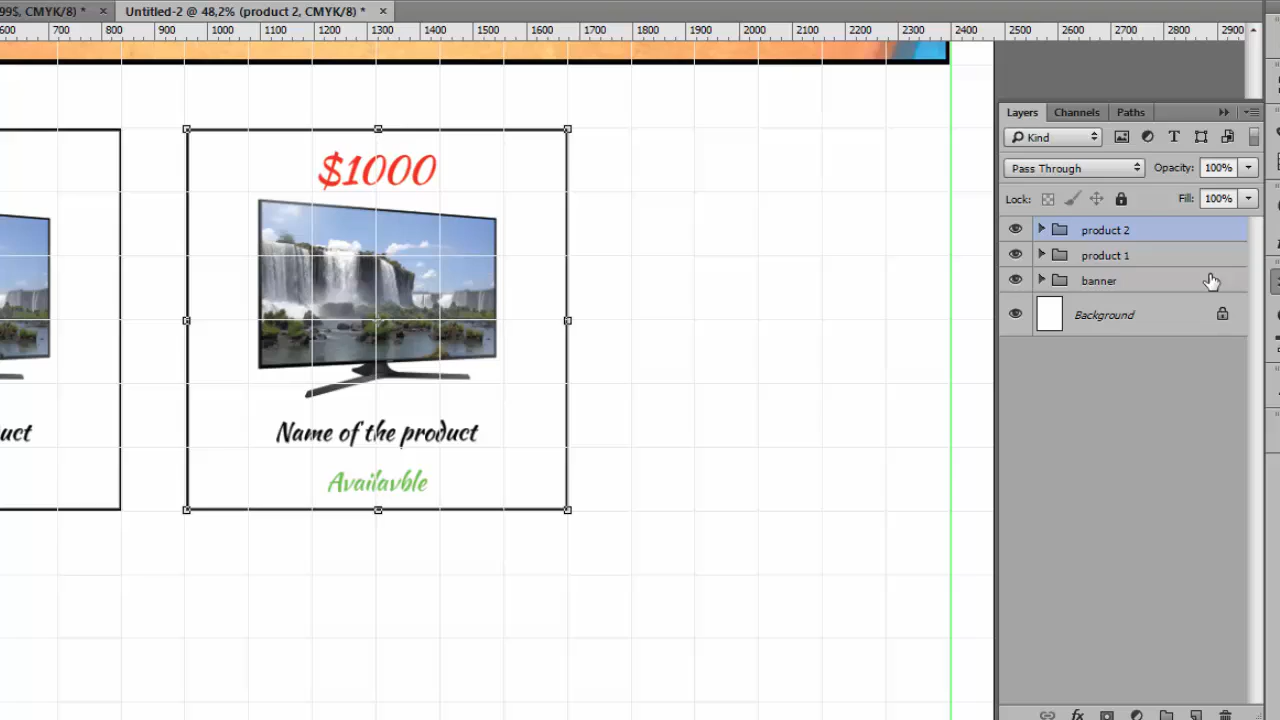 99$, CMYK/8) * × Untitled-2 @ 48,2% (product 2, CMYK/8) * ×
600 700 800 900 1000 1100 1200 1300 1400 1500 1600 1700 1800 1900 2000 2100 2200 2300 2400 2500 2600 2700 2800 2900
Layers Channels Paths
Kind
Pass Through Opacity: 100%
Lock: Fill: 100%
product 2
product 1
banner
Background
$1000
uct Name of the product
Availavble